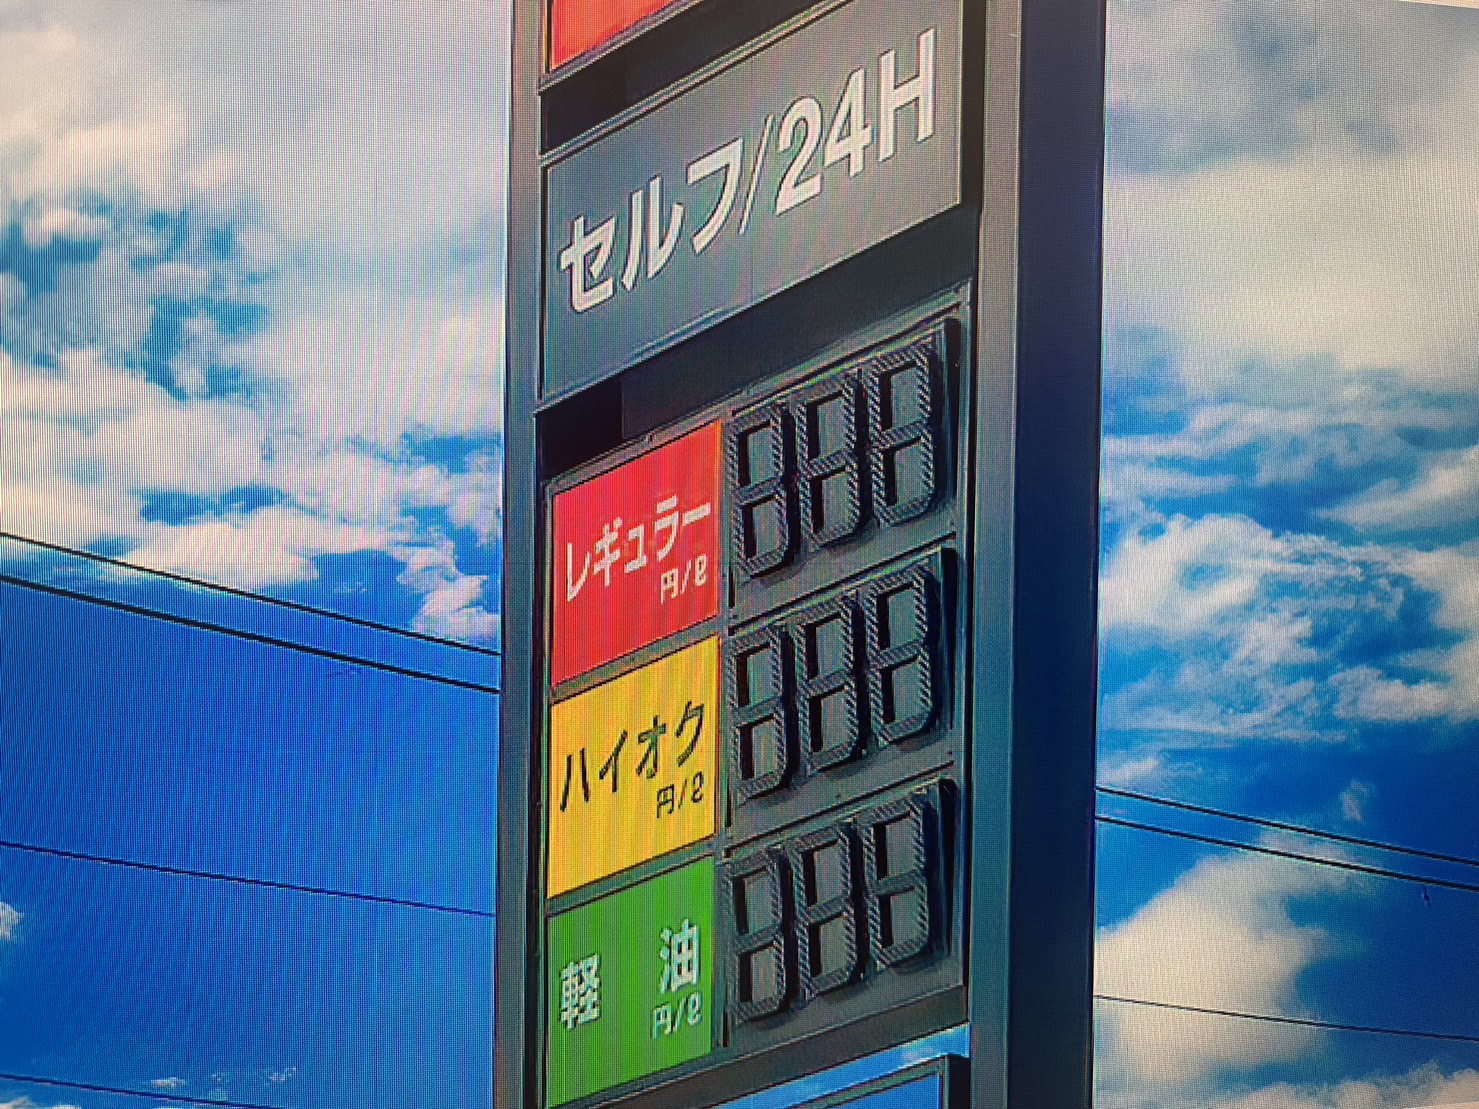 セルフ/24H
レギュラー
円/ℓ
ハイオク
円/ℓ
軽 油
円/ℓ